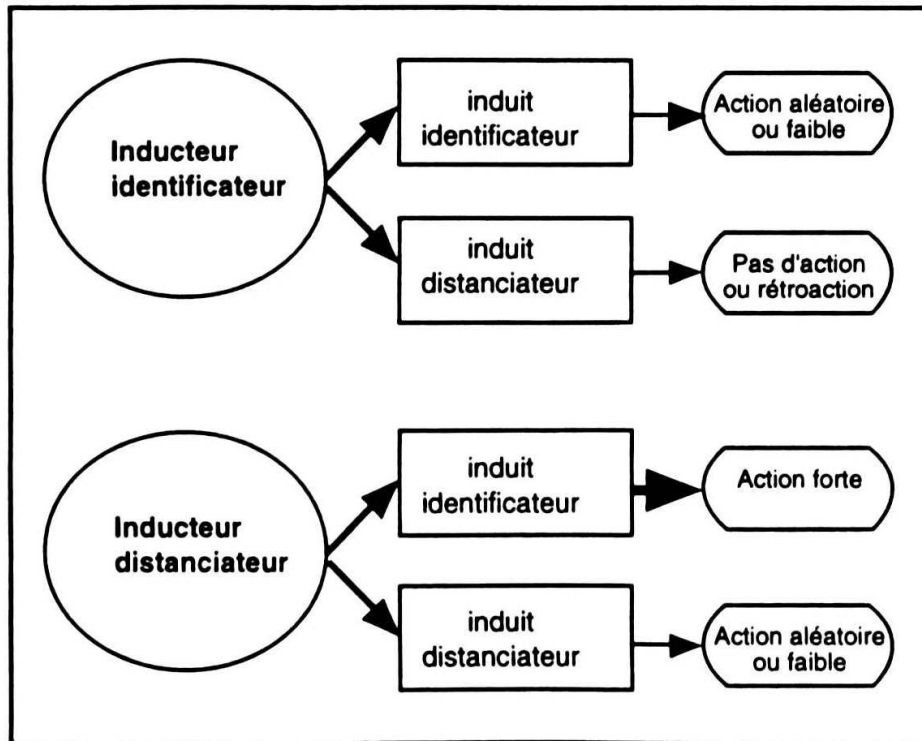 Inducteur
identificateur
induit
identificateur
Action aléatoire
ou faible
induit
distanciateur
Pas d'action
ou rétroaction
Inducteur
distanciateur
induit
identificateur
Action forte
induit
distanciateur
Action aléatoire
ou faible